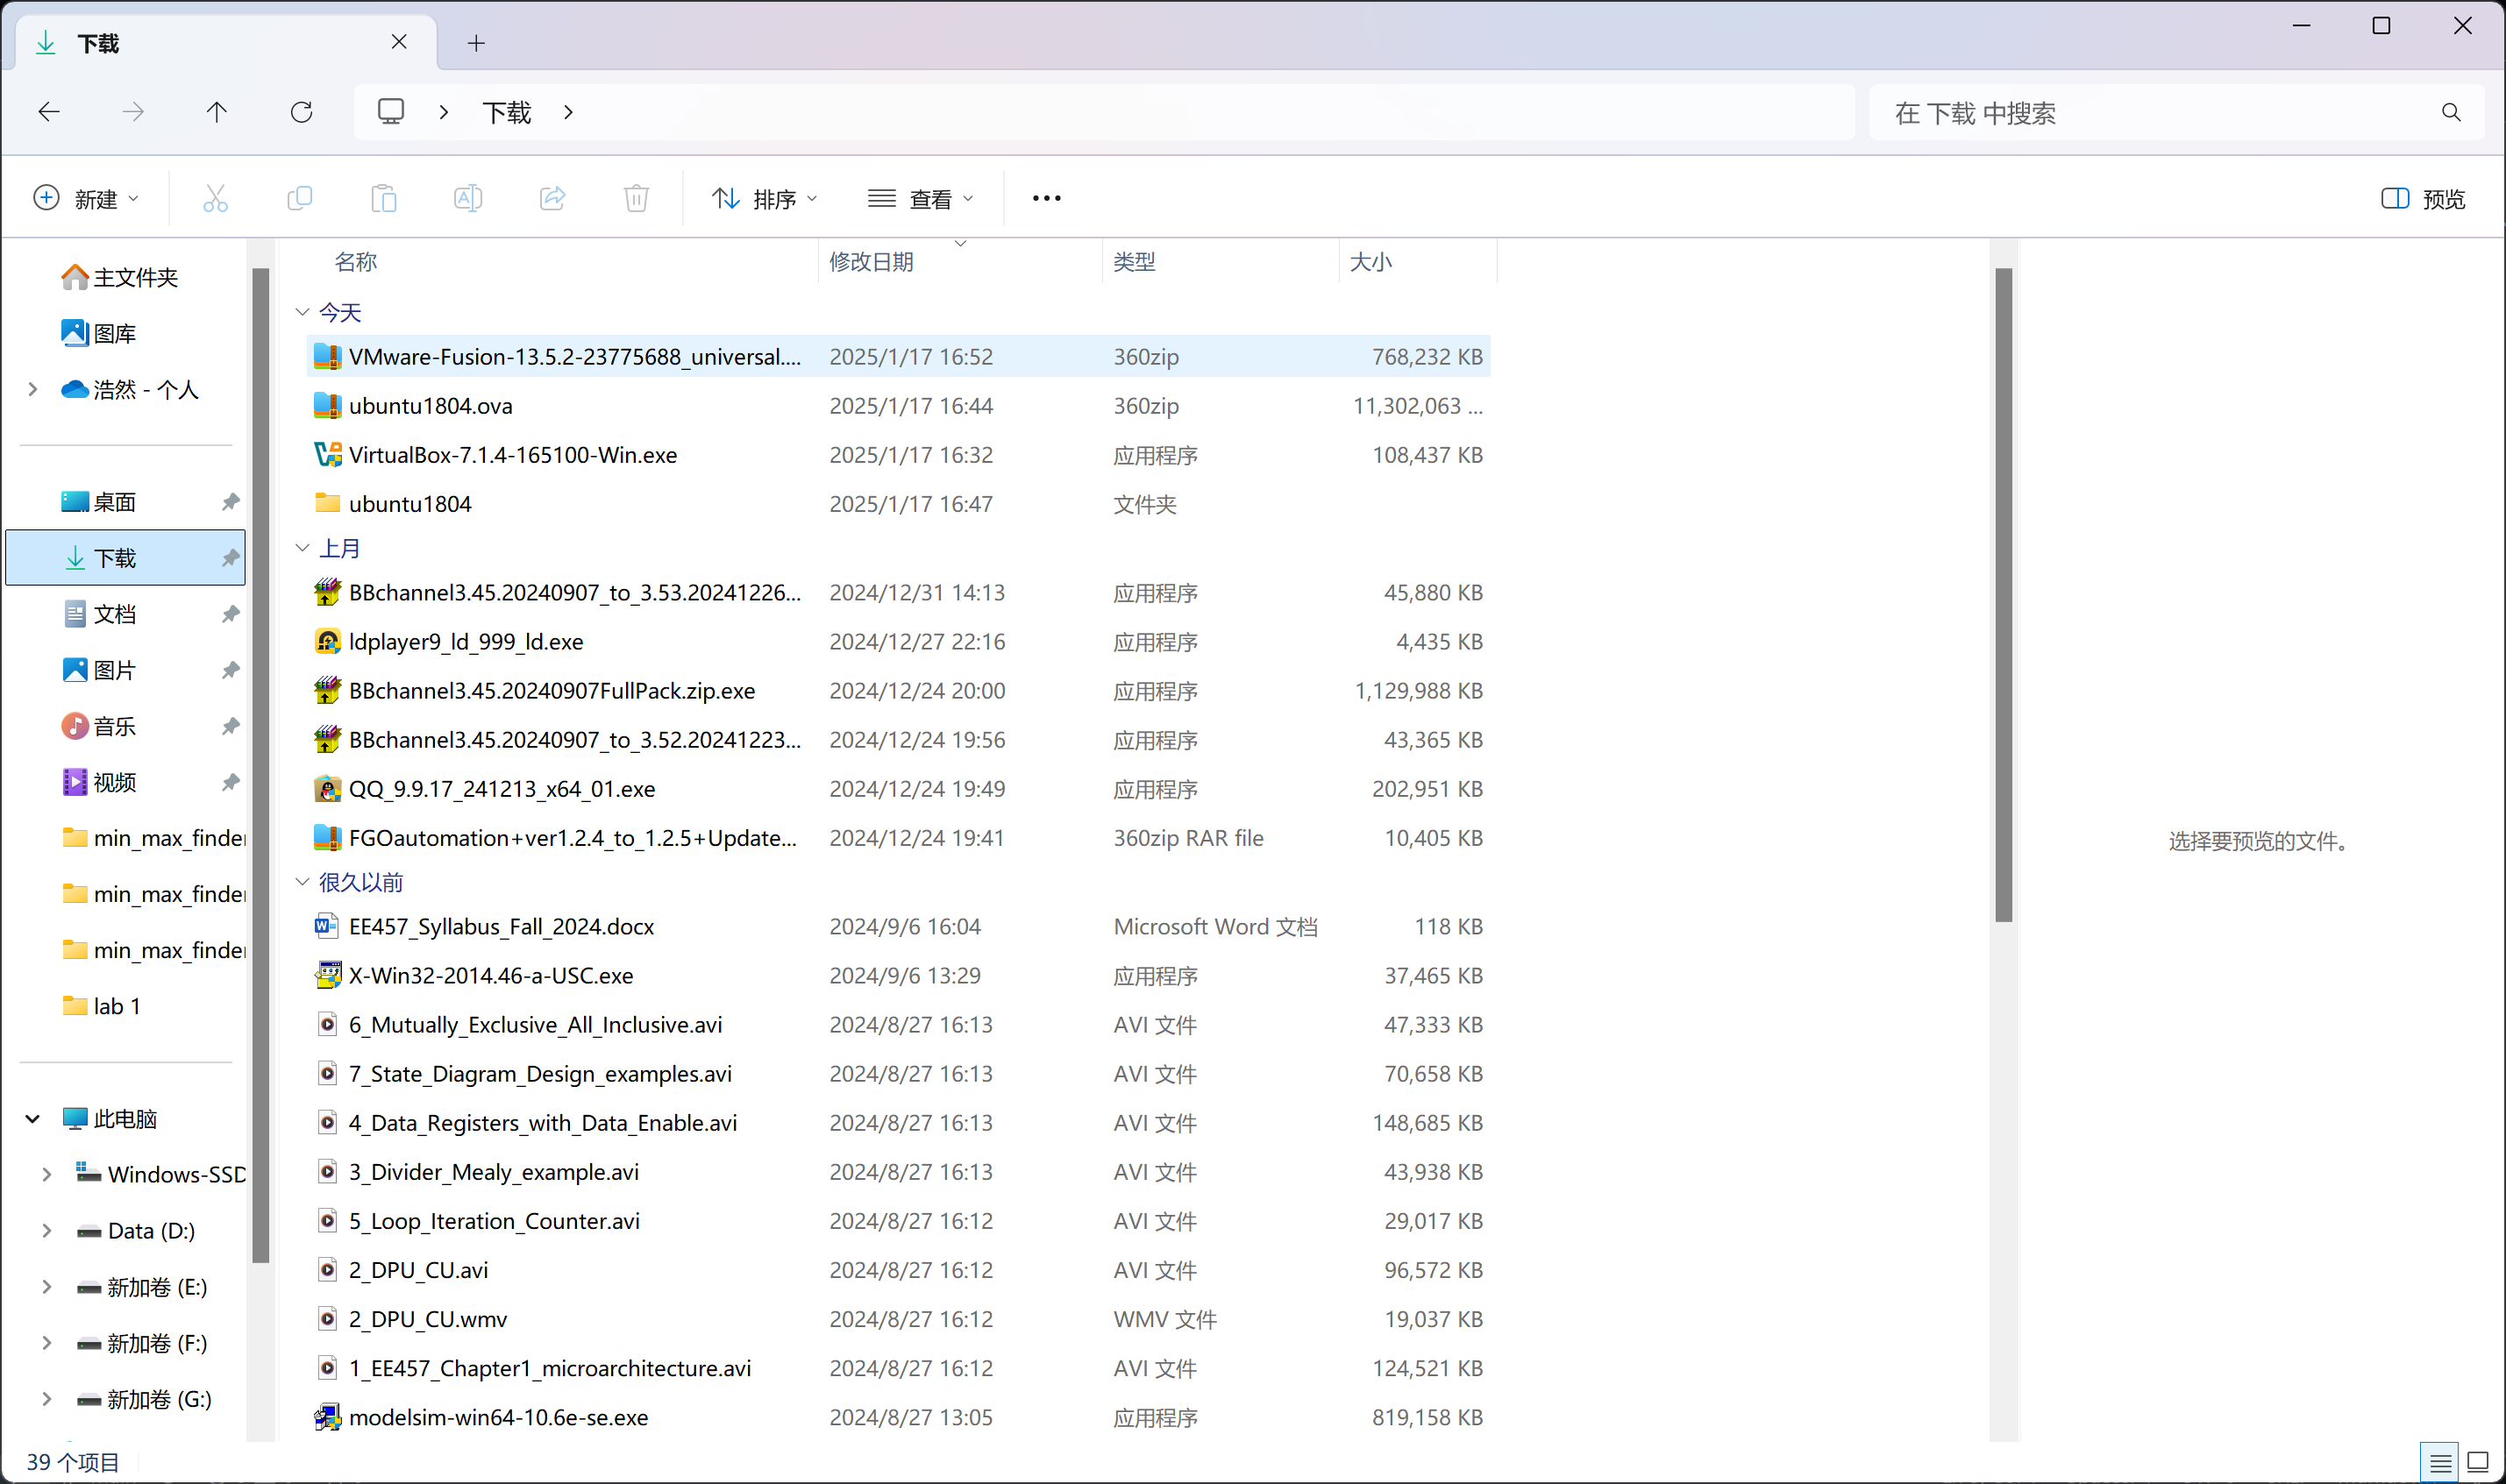 下载
下载
在 下载 中搜索
新建
排序
查看
预览
主文件夹
图库
浩然 - 个人
桌面
下载
文档
图片
音乐
视频
min_max_finder
min_max_finder
min_max_finder
lab 1
此电脑
Windows-SSD
Data (D:)
新加卷 (E:)
新加卷 (F:)
新加卷 (G:)
名称 修改日期 类型 大小
今天
VMware-Fusion-13.5.2-23775688_universal.... 2025/1/17 16:52 360zip 768,232 KB
ubuntu1804.ova 2025/1/17 16:44 360zip 11,302,063 ...
VirtualBox-7.1.4-165100-Win.exe 2025/1/17 16:32 应用程序 108,437 KB
ubuntu1804 2025/1/17 16:47 文件夹
上月
BBchannel3.45.20240907_to_3.53.20241226... 2024/12/31 14:13 应用程序 45,880 KB
ldplayer9_ld_999_ld.exe 2024/12/27 22:16 应用程序 4,435 KB
BBchannel3.45.20240907FullPack.zip.exe 2024/12/24 20:00 应用程序 1,129,988 KB
BBchannel3.45.20240907_to_3.52.20241223... 2024/12/24 19:56 应用程序 43,365 KB
QQ_9.9.17_241213_x64_01.exe 2024/12/24 19:49 应用程序 202,951 KB
FGOautomation+ver1.2.4_to_1.2.5+Update... 2024/12/24 19:41 360zip RAR file 10,405 KB
很久以前
EE457_Syllabus_Fall_2024.docx 2024/9/6 16:04 Microsoft Word 文档 118 KB
X-Win32-2014.46-a-USC.exe 2024/9/6 13:29 应用程序 37,465 KB
6_Mutually_Exclusive_All_Inclusive.avi 2024/8/27 16:13 AVI 文件 47,333 KB
7_State_Diagram_Design_examples.avi 2024/8/27 16:13 AVI 文件 70,658 KB
4_Data_Registers_with_Data_Enable.avi 2024/8/27 16:13 AVI 文件 148,685 KB
3_Divider_Mealy_example.avi 2024/8/27 16:13 AVI 文件 43,938 KB
5_Loop_Iteration_Counter.avi 2024/8/27 16:12 AVI 文件 29,017 KB
2_DPU_CU.avi 2024/8/27 16:12 AVI 文件 96,572 KB
2_DPU_CU.wmv 2024/8/27 16:12 WMV 文件 19,037 KB
1_EE457_Chapter1_microarchitecture.avi 2024/8/27 16:12 AVI 文件 124,521 KB
modelsim-win64-10.6e-se.exe 2024/8/27 13:05 应用程序 819,158 KB
选择要预览的文件。
39 个项目